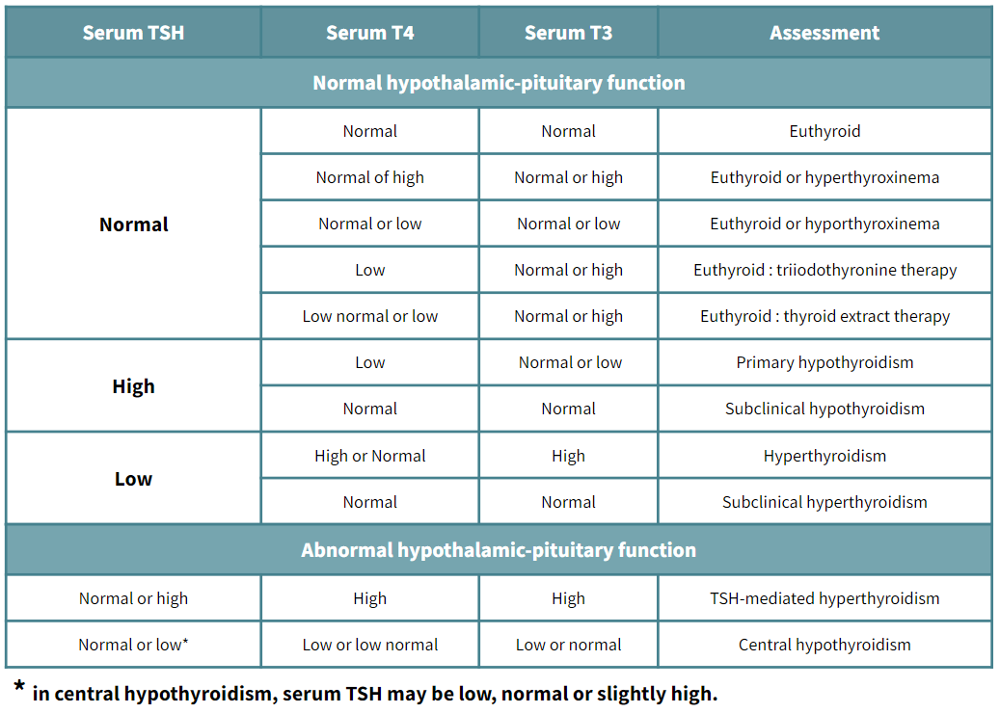 Serum TSH Serum T4 Serum T3 Assessment
Normal hypothalamic-pituitary function
Normal
Normal Normal Euthyroid
Normal of high Normal or high Euthyroid or hyperthyroxinema
Normal or low Normal or low Euthyroid or hyporthyroxinema
Low Normal or high Euthyroid : triiodothyronine therapy
Low normal or low Normal or high Euthyroid : thyroid extract therapy
High
Low Normal or low Primary hypothyroidism
Normal Normal Subclinical hypothyroidism
Low
High or Normal High Hyperthyroidism
Normal Normal Subclinical hyperthyroidism
Abnormal hypothalamic-pituitary function
Normal or high High High TSH-mediated hyperthyroidism
Normal or low* Low or low normal Low or normal Central hypothyroidism
* in central hypothyroidism, serum TSH may be low, normal or slightly high.